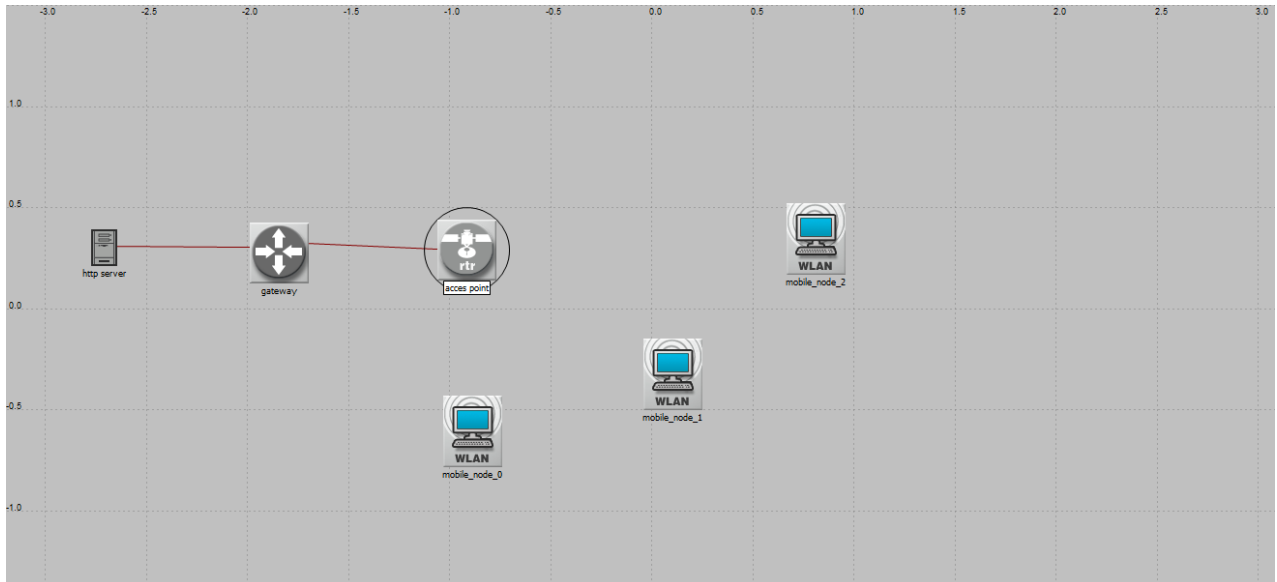 -3.0 -2.5 -2.0 -1.5 -1.0 -0.5 0.0 0.5 1.0 1.5 2.0 2.5 3.0
1.0
0.5
http server
gateway
rtr
acces point
WLAN
mobile_node_2
0.0
WLAN
mobile_node_1
-0.5
WLAN
mobile_node_0
-1.0